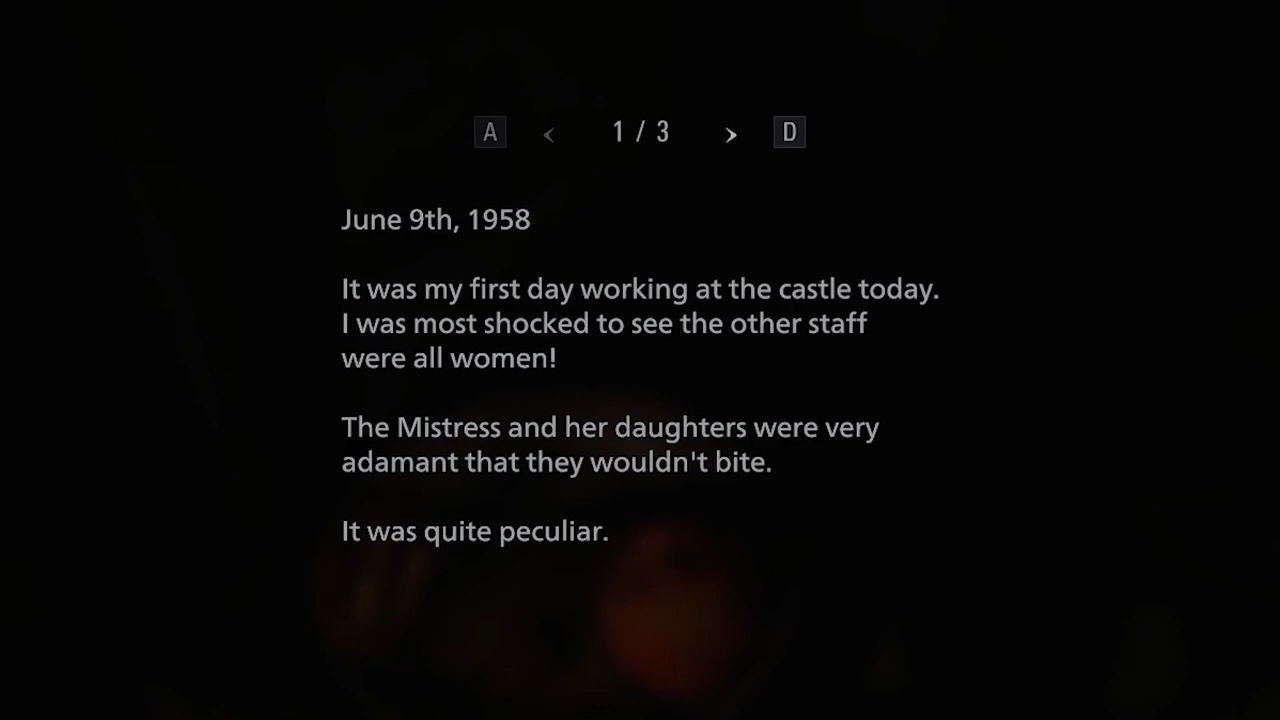 A < 1 / 3 > D
June 9th, 1958
It was my first day working at the castle today.
I was most shocked to see the other staff
were all women!
The Mistress and her daughters were very
adamant that they wouldn't bite.
It was quite peculiar.